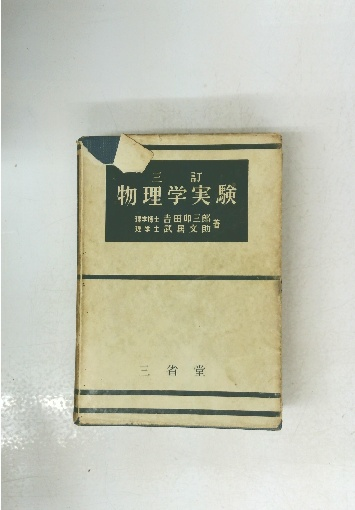 三訂
物理学実験
理学博士 吉田卯三郎
理学士 武居文助 著
三省堂